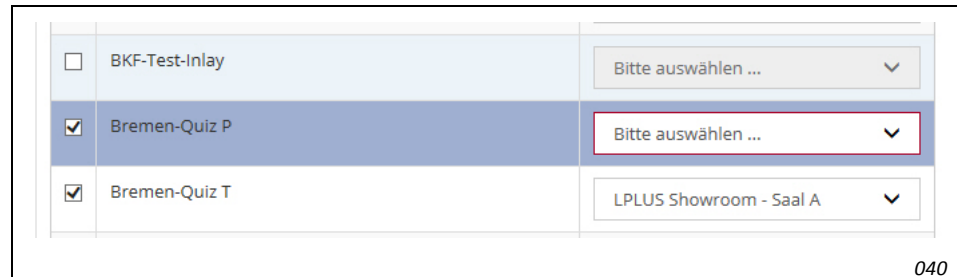 BKF-Test-Inlay
Bitte auswählen ...
Bremen-Quiz P
Bitte auswählen ...
Bremen-Quiz T
LPLUS Showroom - Saal A
040